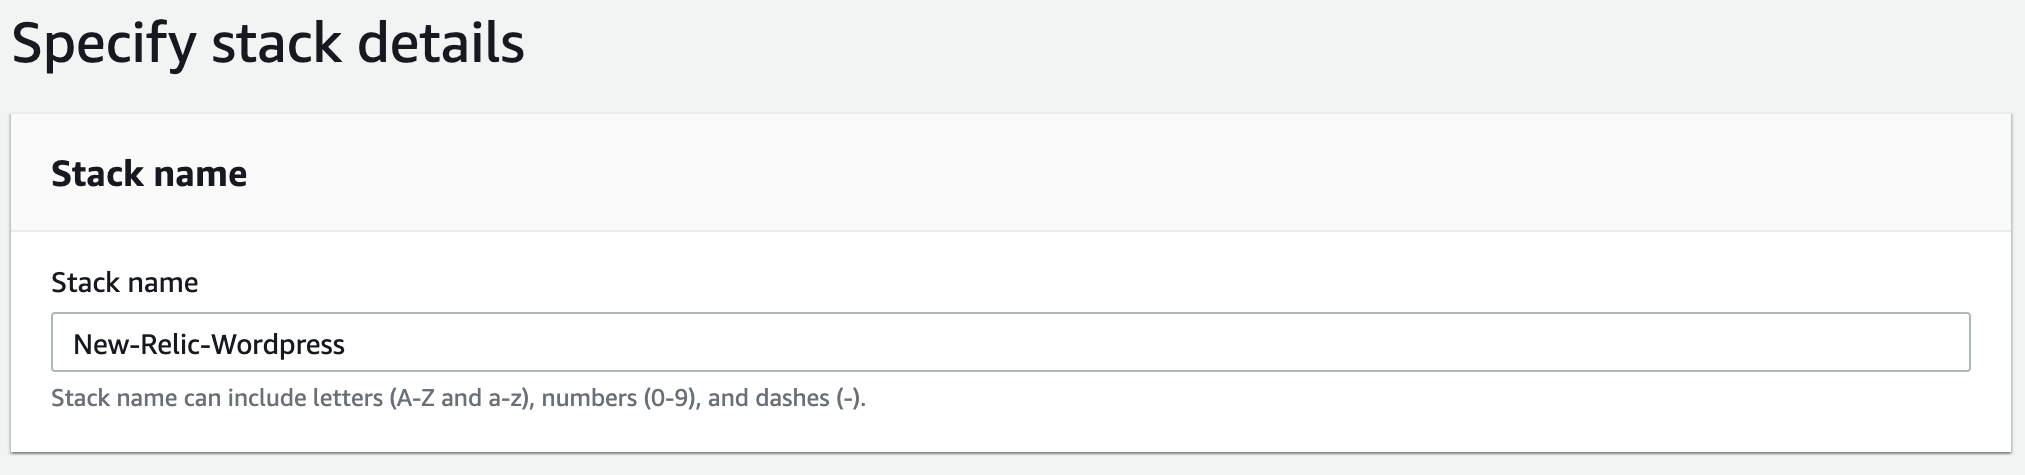 Specify stack details
Stack name
Stack name
New-Relic-Wordpress
Stack name can include letters (A-Z and a-z), numbers (0-9), and dashes (-).